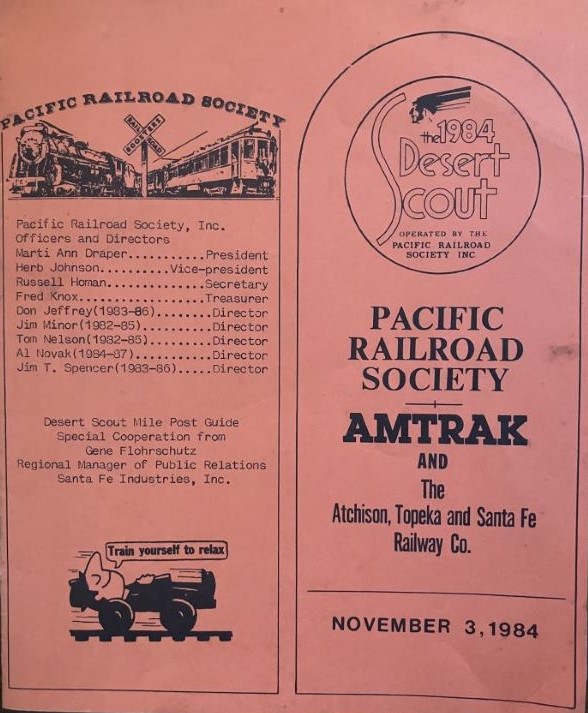 PACIFIC RAILROAD SOCIETY
RAILROAD
BOOSTERS
Pacific Railroad Society, Inc.
Officers and Directors
Marti Ann Draper..........President
Herb Johnson.........Vice-president
Russell Homan.............Secretary
Fred Knox.................Treasurer
Don Jeffrey(1983-86).......Director
Jim Minor(1982-85).........Director
Tom Nelson(1982-85)........Director
Al Novak(1984-87)..........Director
Jim T. Spencer(1983-86).....Director
Desert Scout Mile Post Guide
Special Cooperation from
Gene Flohrschutz
Regional Manager of Public Relations
Santa Fe Industries, Inc.
Train yourself to relax
the 1984
Desert
Scout
OPERATED BY THE
PACIFIC RAILROAD
SOCIETY INC
PACIFIC
RAILROAD
SOCIETY
AMTRAK
AND
The
Atchison, Topeka and Santa Fe
Railway Co.
NOVEMBER 3,1984